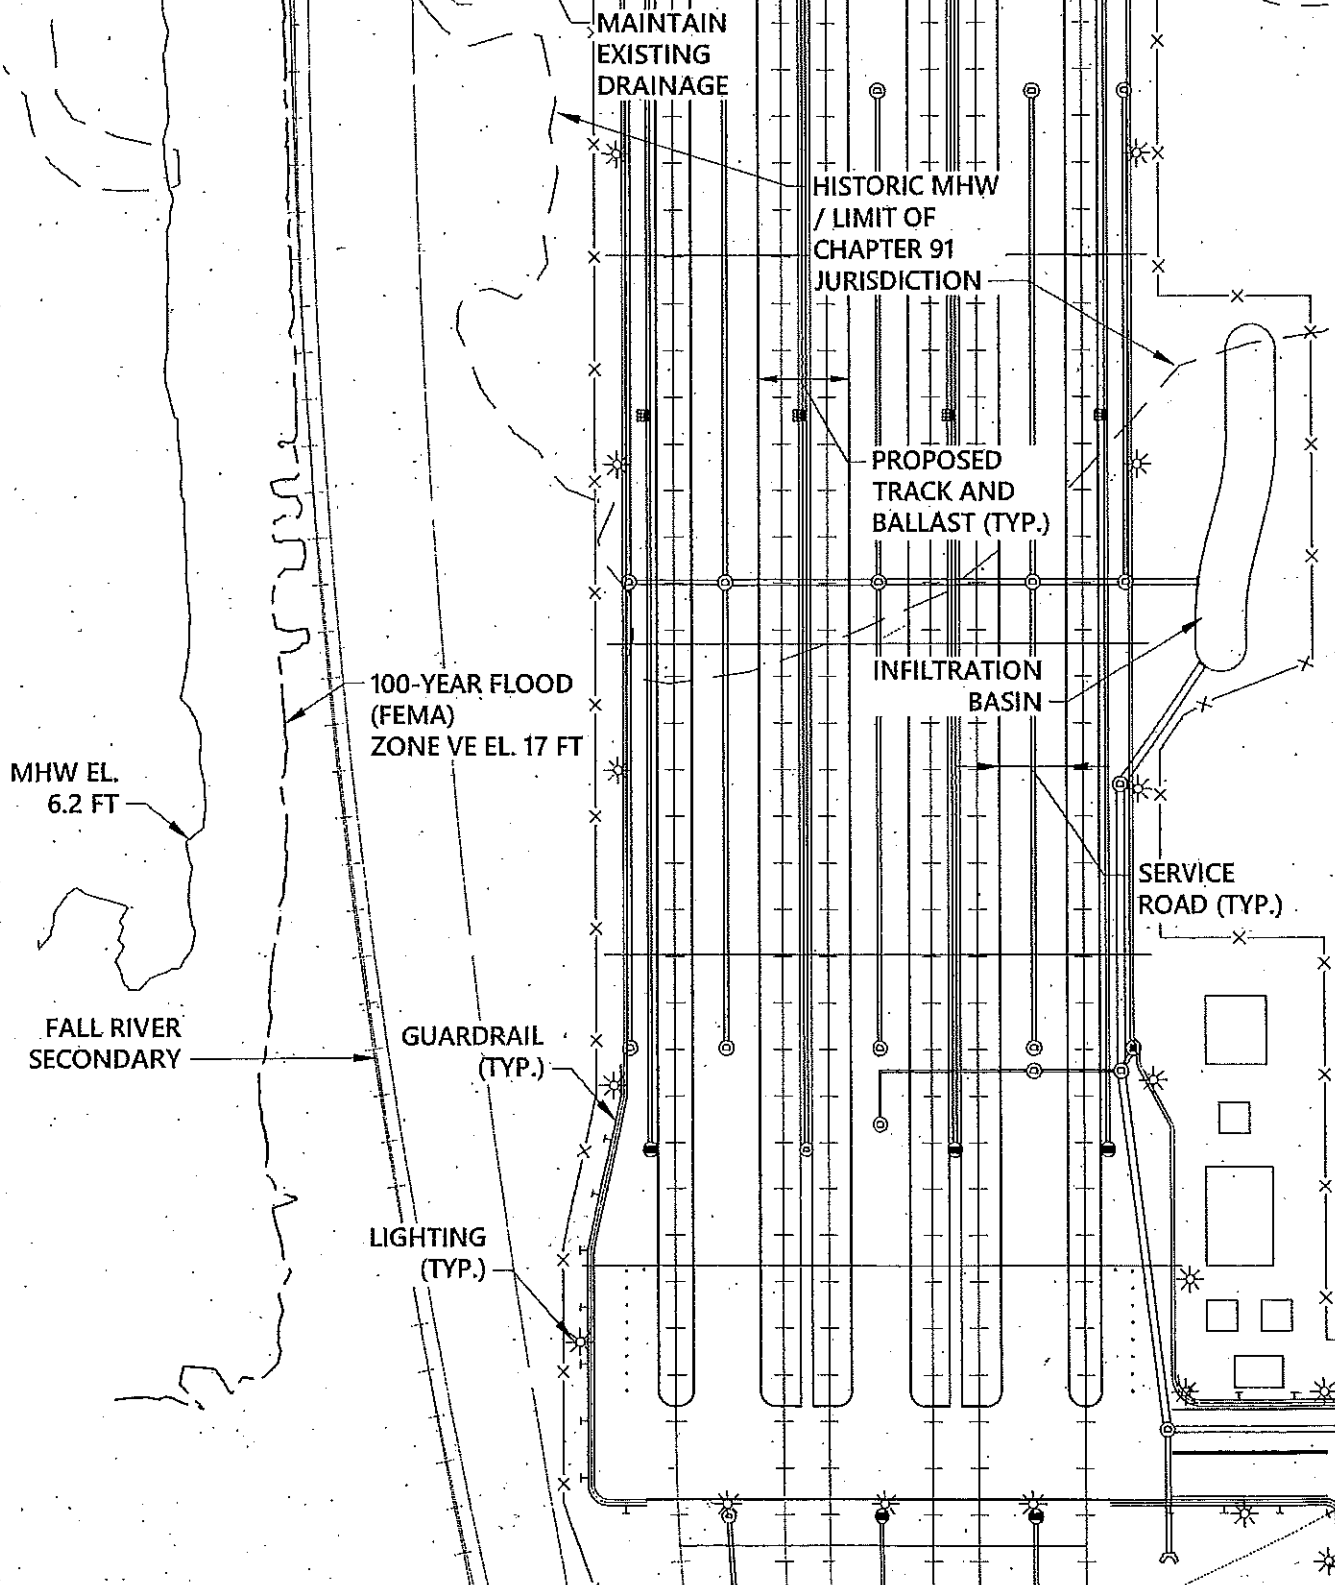 MAINTAIN
EXISTING
DRAINAGE
HISTORIC MHW
/ LIMIT OF
CHAPTER 91
JURISDICTION
PROPOSED
TRACK AND
BALLAST (TYP.)
INFILTRATION
BASIN
100-YEAR FLOOD
(FEMA)
ZONE VE EL. 17 FT
MHW EL.
6.2 FT
SERVICE
ROAD (TYP.)
FALL RIVER
SECONDARY
GUARDRAIL
(TYP.)
LIGHTING
(TYP.)